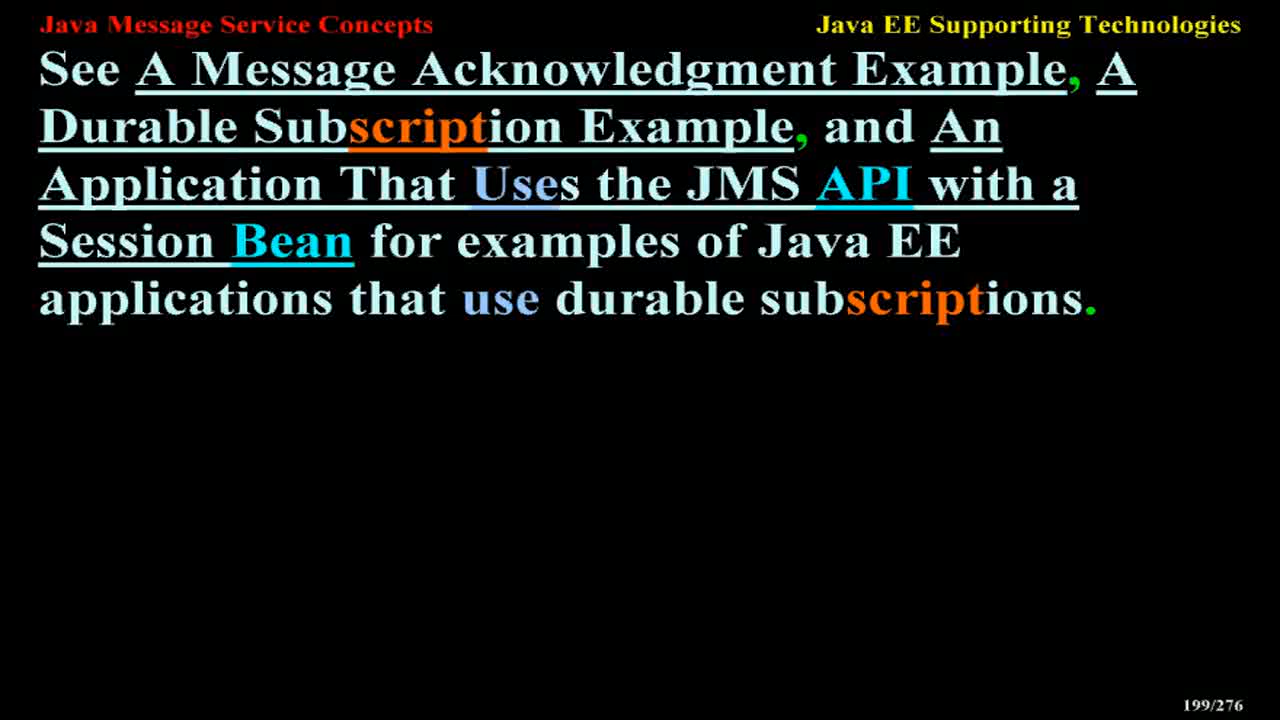 Java Message Service Concepts
Java EE Supporting Technologies
See A Message Acknowledgment Example, A
Durable Subscription Example, and An
Application That Uses the JMS API with a
Session Bean for examples of Java EE
applications that use durable subscriptions.
199/276